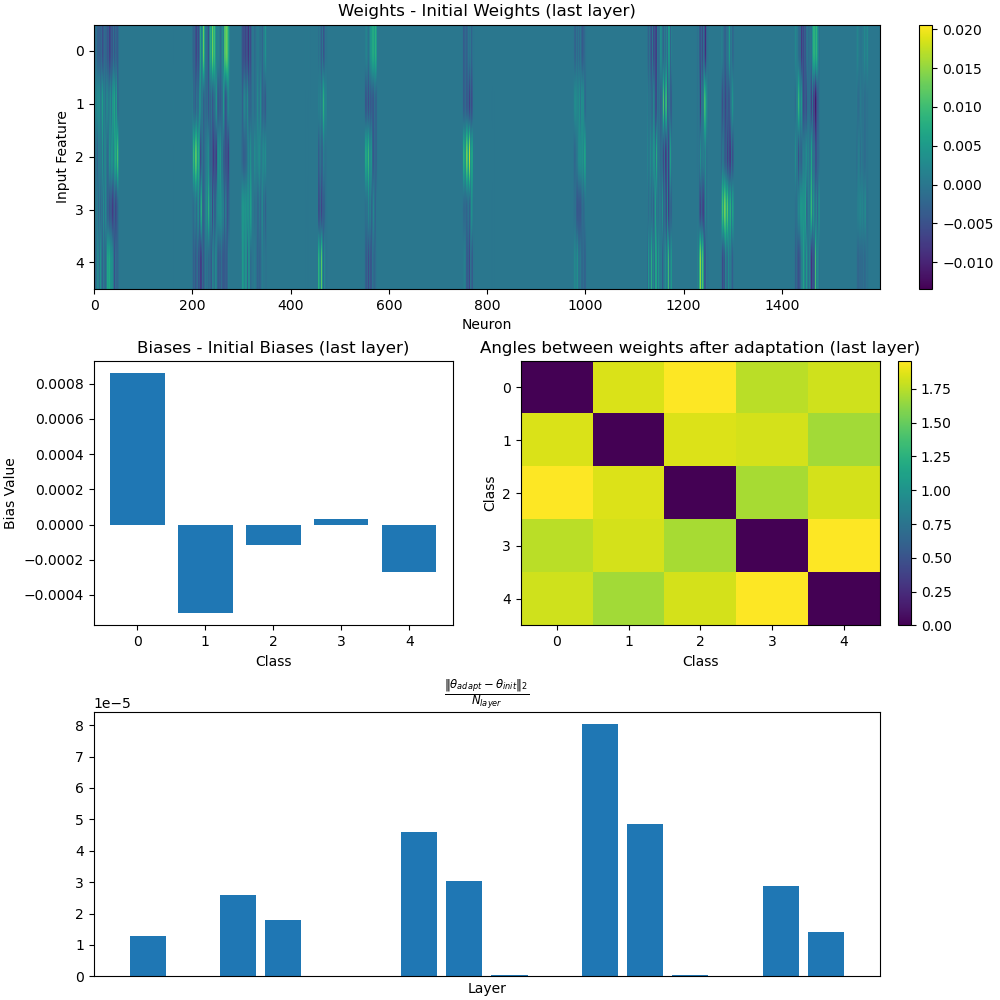 Weights - Initial Weights (last layer)
Input Feature
0
1
2
3
4
0 200 400 600 800 1000 1200 1400
Neuron
0.020
0.015
0.010
0.005
0.000
−0.005
−0.010
Biases - Initial Biases (last layer)
Bias Value
0.0008
0.0006
0.0004
0.0002
0.0000
−0.0002
−0.0004
0 1 2 3 4
Class
Angles between weights after adaptation (last layer)
Class
0
1
2
3
4
0 1 2 3 4
Class
1.75
1.50
1.25
1.00
0.75
0.50
0.25
0.00
‖θadapt − θinit‖2
Nlayer
1e−5
8
7
6
5
4
3
2
1
0
Layer